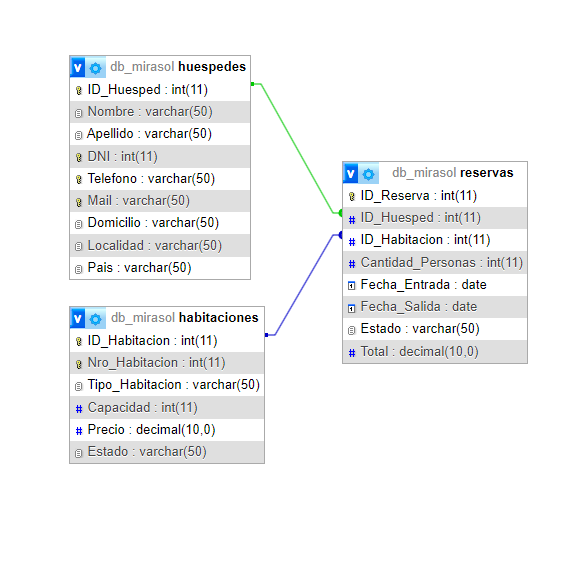 db_mirasol huespedes
ID_Huesped : int(11)
Nombre : varchar(50)
Apellido : varchar(50)
DNI : int(11)
Telefono : varchar(50)
Mail : varchar(50)
Domicilio : varchar(50)
Localidad : varchar(50)
Pais : varchar(50)
db_mirasol reservas
ID_Reserva : int(11)
ID_Huesped : int(11)
ID_Habitacion : int(11)
Cantidad_Personas : int(11)
Fecha_Entrada : date
Fecha_Salida : date
Estado : varchar(50)
Total : decimal(10,0)
db_mirasol habitaciones
ID_Habitacion : int(11)
Nro_Habitacion : int(11)
Tipo_Habitacion : varchar(50)
Capacidad : int(11)
Precio : decimal(10,0)
Estado : varchar(50)